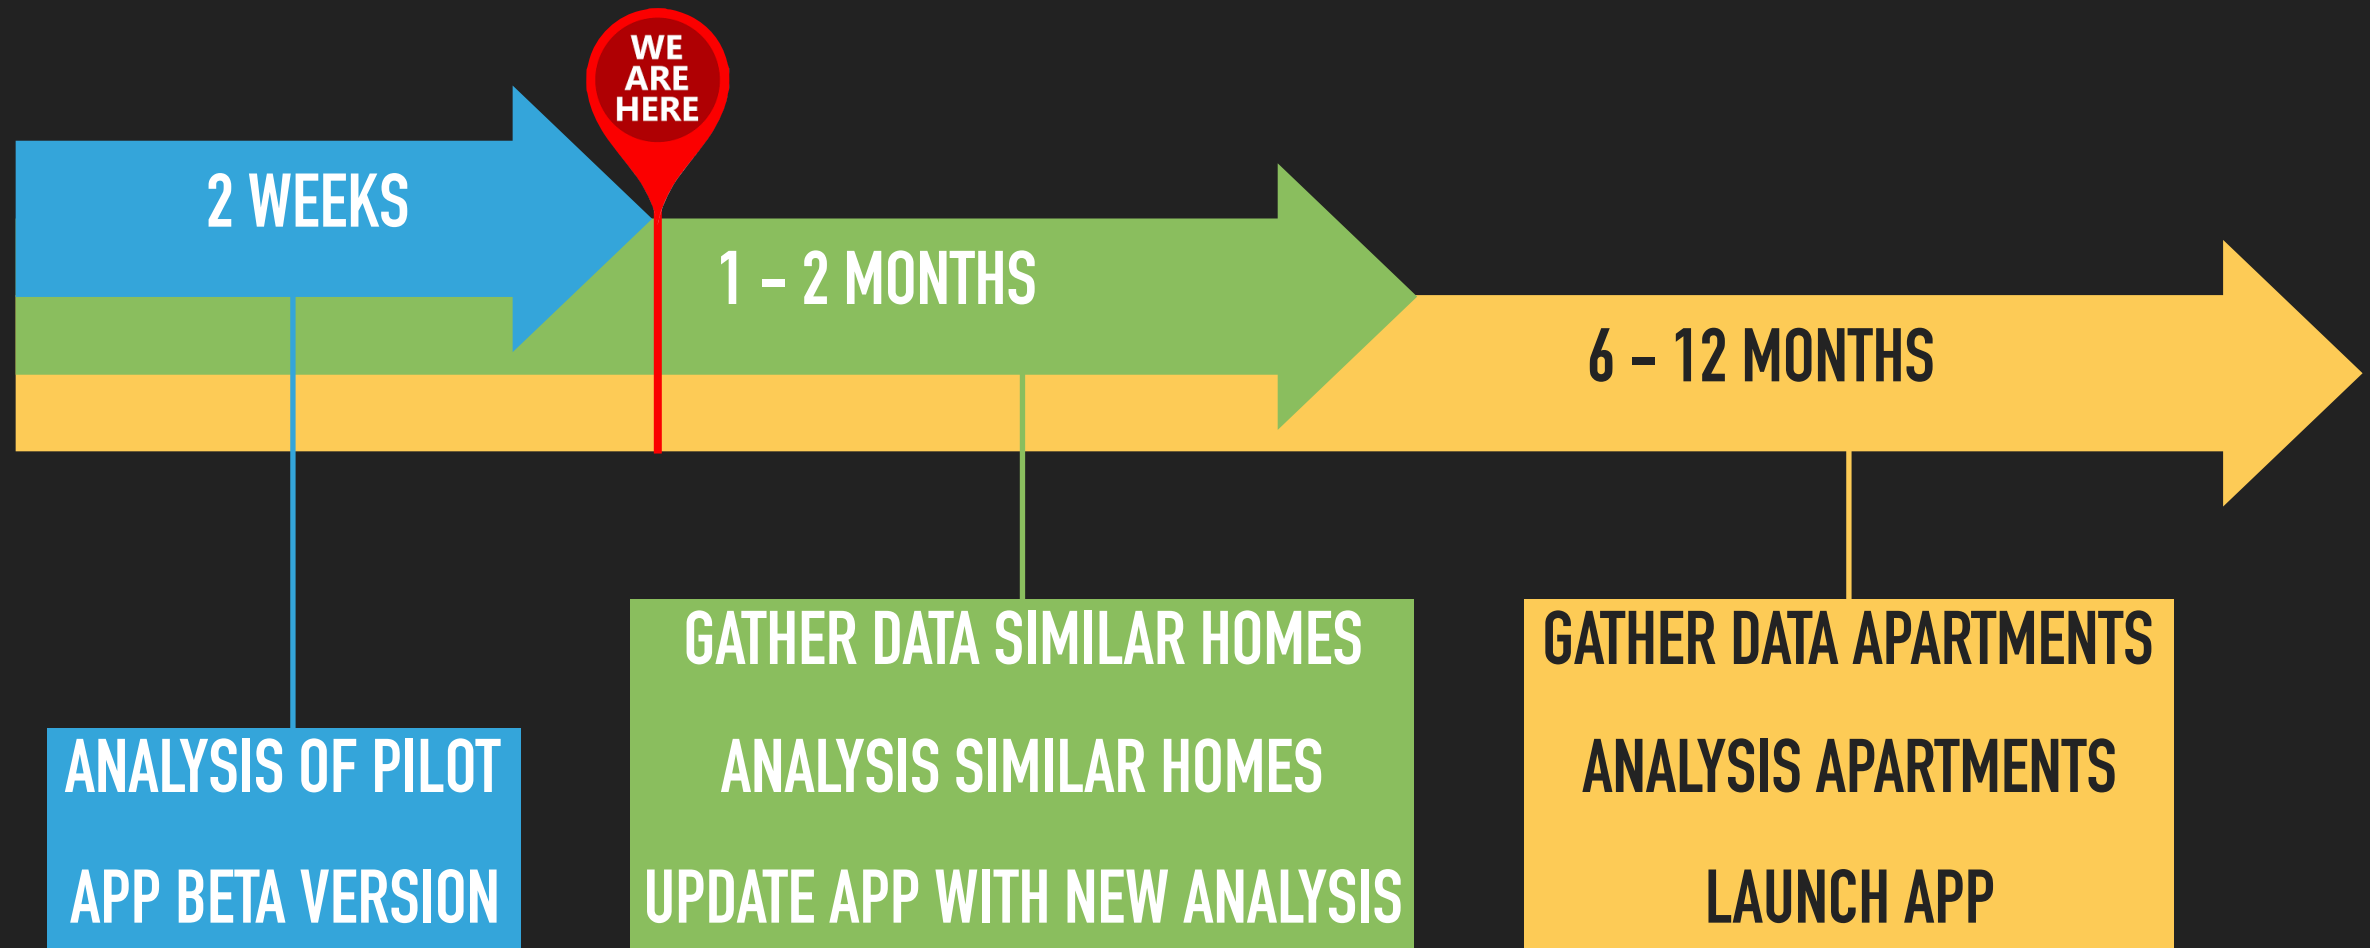 WE
ARE
HERE
2 WEEKS
1 – 2 MONTHS
6 – 12 MONTHS
ANALYSIS OF PILOT
APP BETA VERSION
GATHER DATA SIMILAR HOMES
ANALYSIS SIMILAR HOMES
UPDATE APP WITH NEW ANALYSIS
GATHER DATA APARTMENTS
ANALYSIS APARTMENTS
LAUNCH APP